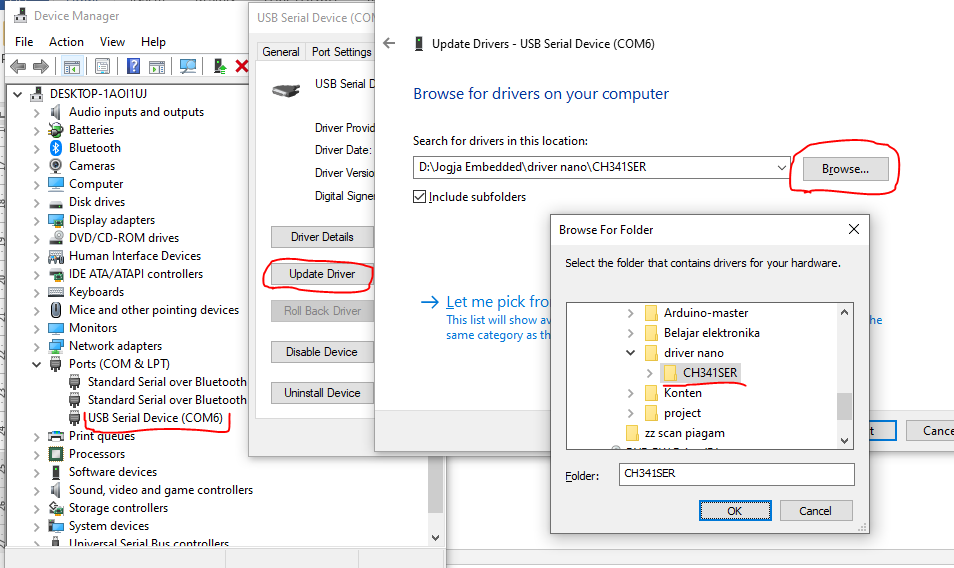 Device Manager
File Action View Help
DESKTOP-1AOI1UJ
Audio inputs and outputs
Batteries
Bluetooth
Cameras
Computer
Disk drives
Display adapters
DVD/CD-ROM drives
Human Interface Devices
IDE ATA/ATAPI controllers
Keyboards
Mice and other pointing devices
Monitors
Network adapters
Ports (COM & LPT)
Standard Serial over Bluetooth
Standard Serial over Bluetooth
USB Serial Device (COM6)
Print queues
Processors
Software devices
Sound, video and game controllers
Storage controllers
System devices
Universal Serial Bus controllers
USB Serial Device (COM
General Port Settings
USB Serial D
Driver Provid
Driver Date:
Driver Versio
Digital Signer
Driver Details
Update Driver
Roll Back Driver
Disable Device
Uninstall Device
Update Drivers - USB Serial Device (COM6)
Browse for drivers on your computer
Search for drivers in this location:
D:\Jogja Embedded\driver nano\CH341SER
Browse...
Include subfolders
Let me pick fro
This list will show av
the
same category as th
t
Cance
Browse For Folder
Select the folder that contains drivers for your hardware.
Arduino-master
Belajar elektronika
driver nano
CH341SER
Konten
project
zz scan piagam
Folder:
CH341SER
OK
Cancel